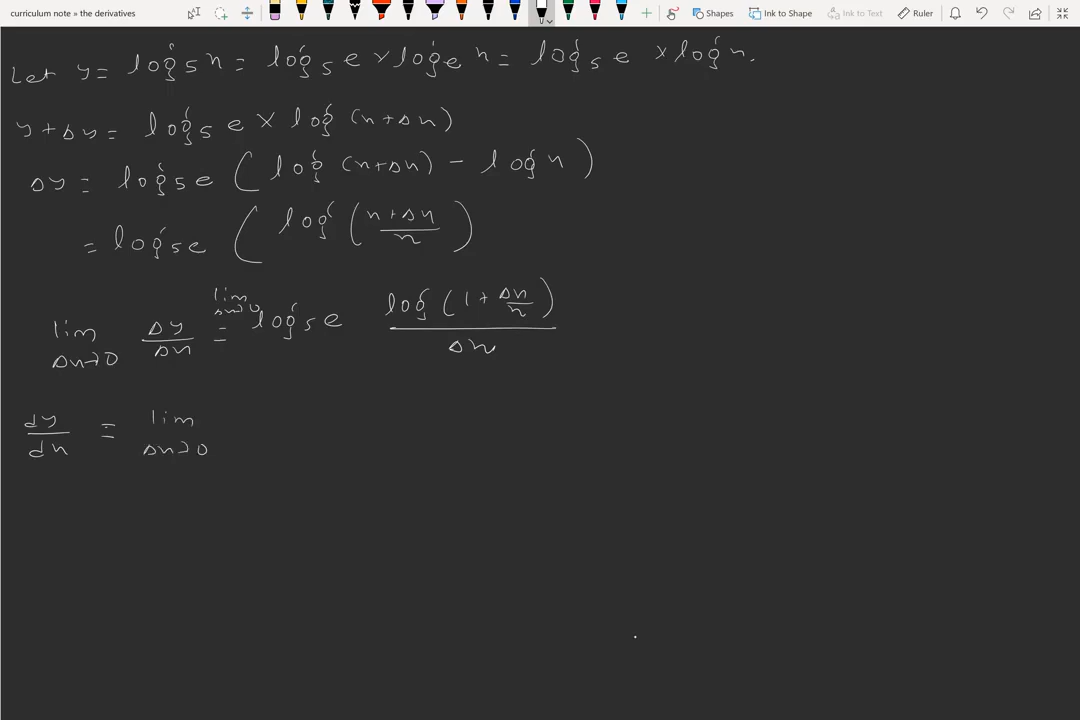 curriculum note » the derivatives
Shapes Ink to Shape Ink to Text Ruler
Let y = log₅ x = log₅ e × logₑ x = log₅ e × log x.
y + Δy = log₅ e × log (x + Δx)
Δy = log₅ e ( log (x + Δx) - log x )
= log₅ e ( log ( (x + Δx) / x )
lim Δx→0 Δy/Δx = lim Δx→0 log₅ e log (1 + Δx/x) / Δx
dy/dx = lim Δx→0